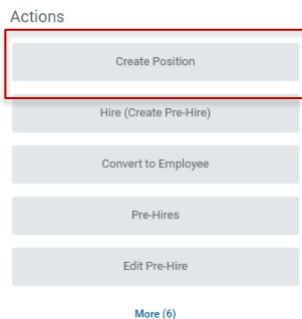 Actions
Create Position
Hire (Create Pre-Hire)
Convert to Employee
Pre-Hires
Edit Pre-Hire
More (6)